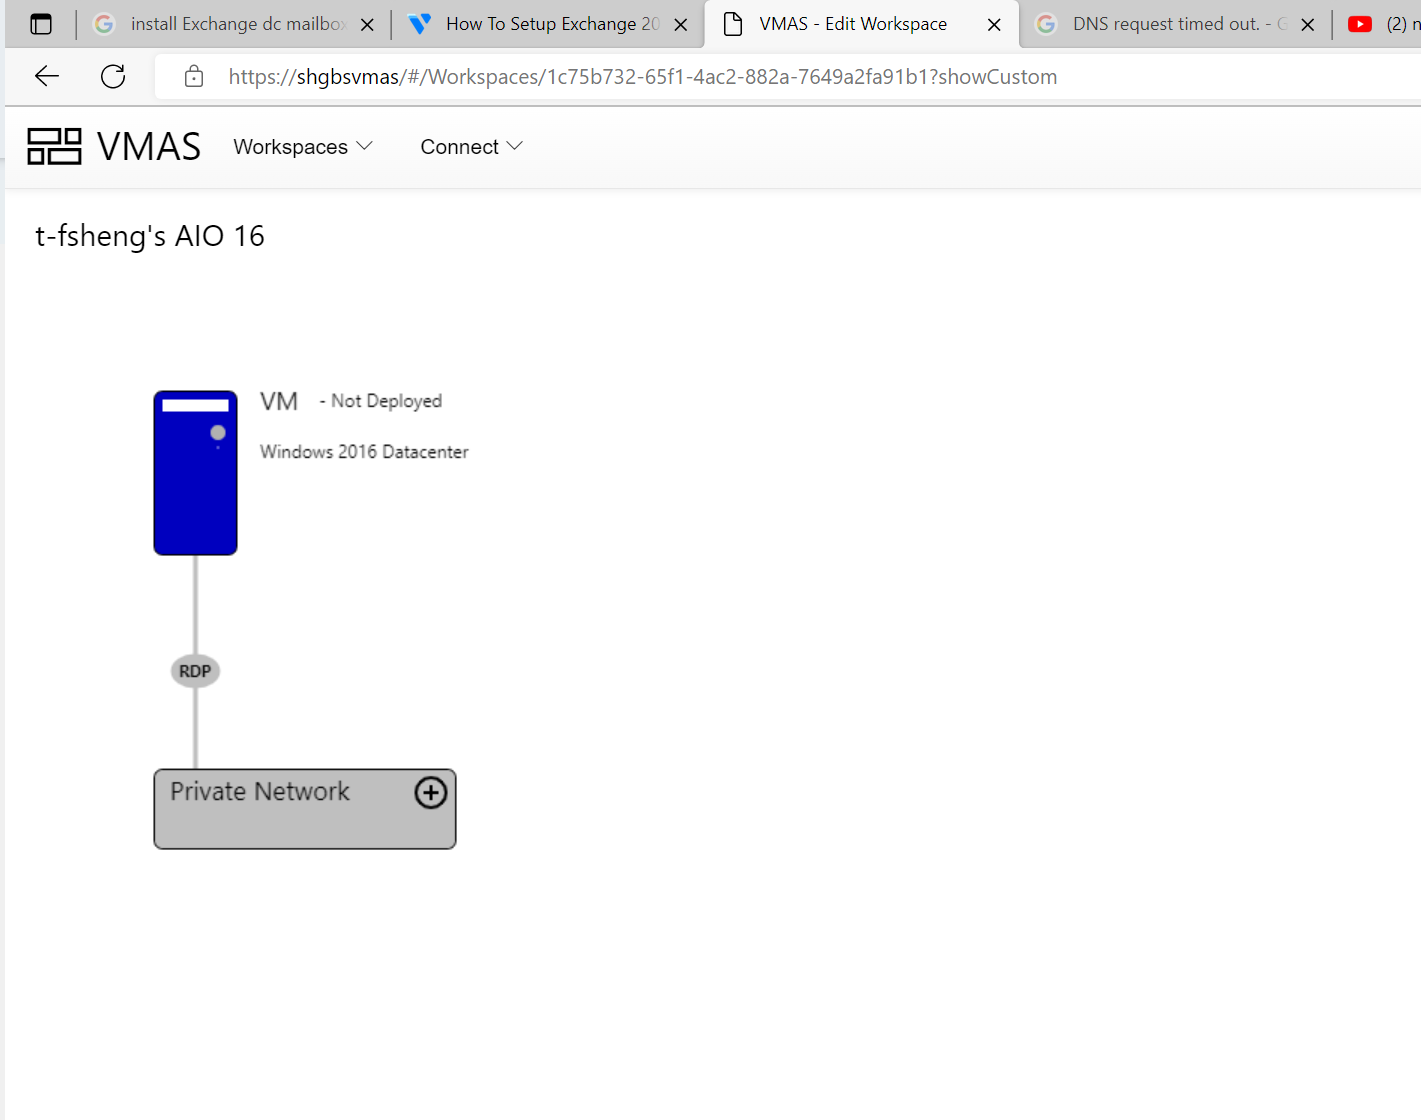 install Exchange dc mailbox
How To Setup Exchange 20
VMAS - Edit Workspace
DNS request timed out. - G
(2) n
https://shgbsvmas/#/Workspaces/1c75b732-65f1-4ac2-882a-7649a2fa91b1?showCustom
VMAS
Workspaces
Connect
t-fsheng's AIO 16
VM - Not Deployed
Windows 2016 Datacenter
RDP
Private Network